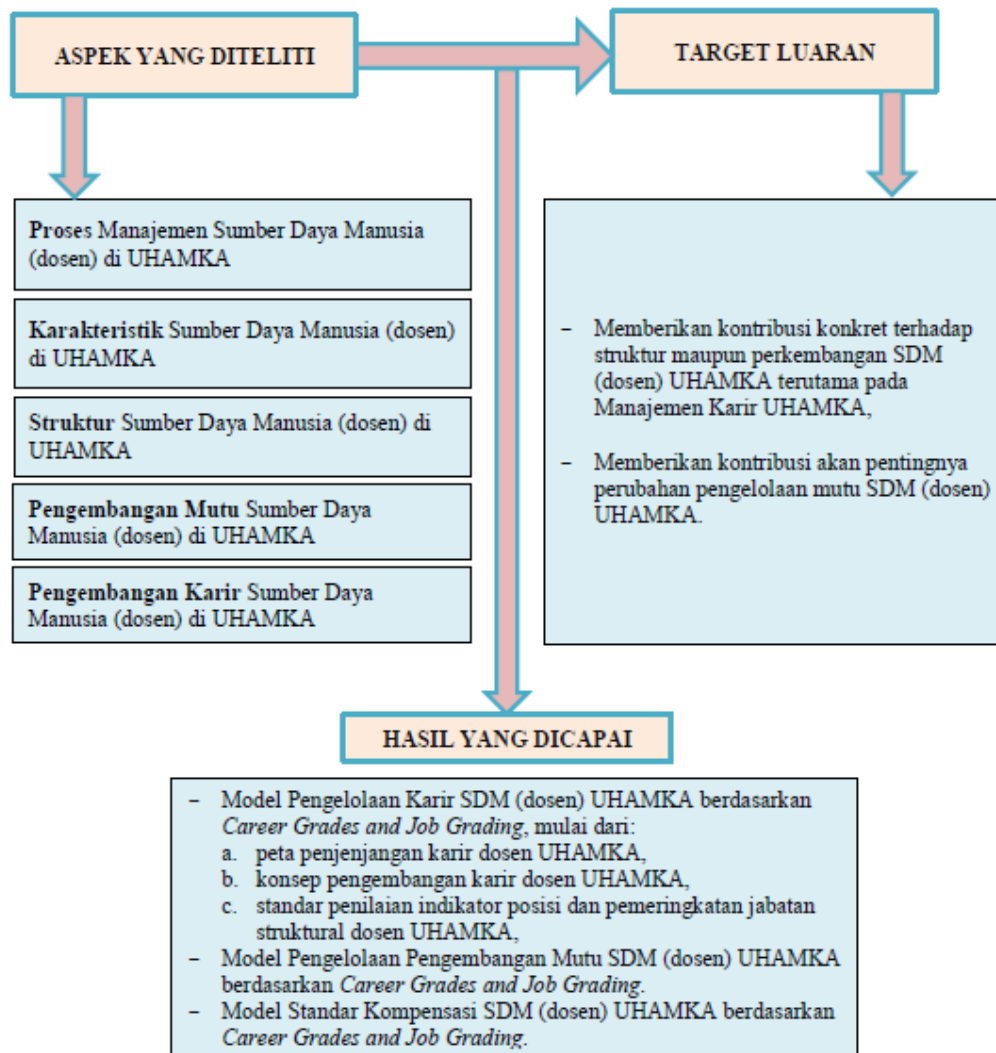 ASPEK YANG DITELITI
TARGET LUARAN
Proses Manajemen Sumber Daya Manusia
(dosen) di UHAMKA
Karakteristik Sumber Daya Manusia (dosen)
di UHAMKA
Struktur Sumber Daya Manusia (dosen) di
UHAMKA
Pengembangan Mutu Sumber Daya
Manusia (dosen) di UHAMKA
Pengembangan Karir Sumber Daya
Manusia (dosen) di UHAMKA
– Memberikan kontribusi konkret terhadap
struktur maupun perkembangan SDM
(dosen) UHAMKA terutama pada
Manajemen Karir UHAMKA,
– Memberikan kontribusi akan pentingnya
perubahan pengelolaan mutu SDM (dosen)
UHAMKA.
HASIL YANG DICAPAI
– Model Pengelolaan Karir SDM (dosen) UHAMKA berdasarkan
Career Grades and Job Grading, mulai dari:
a. peta penjenjangan karir dosen UHAMKA,
b. konsep pengembangan karir dosen UHAMKA,
c. standar penilaian indikator posisi dan pemeringkatan jabatan
struktural dosen UHAMKA,
– Model Pengelolaan Pengembangan Mutu SDM (dosen) UHAMKA
berdasarkan Career Grades and Job Grading.
– Model Standar Kompensasi SDM (dosen) UHAMKA berdasarkan
Career Grades and Job Grading.